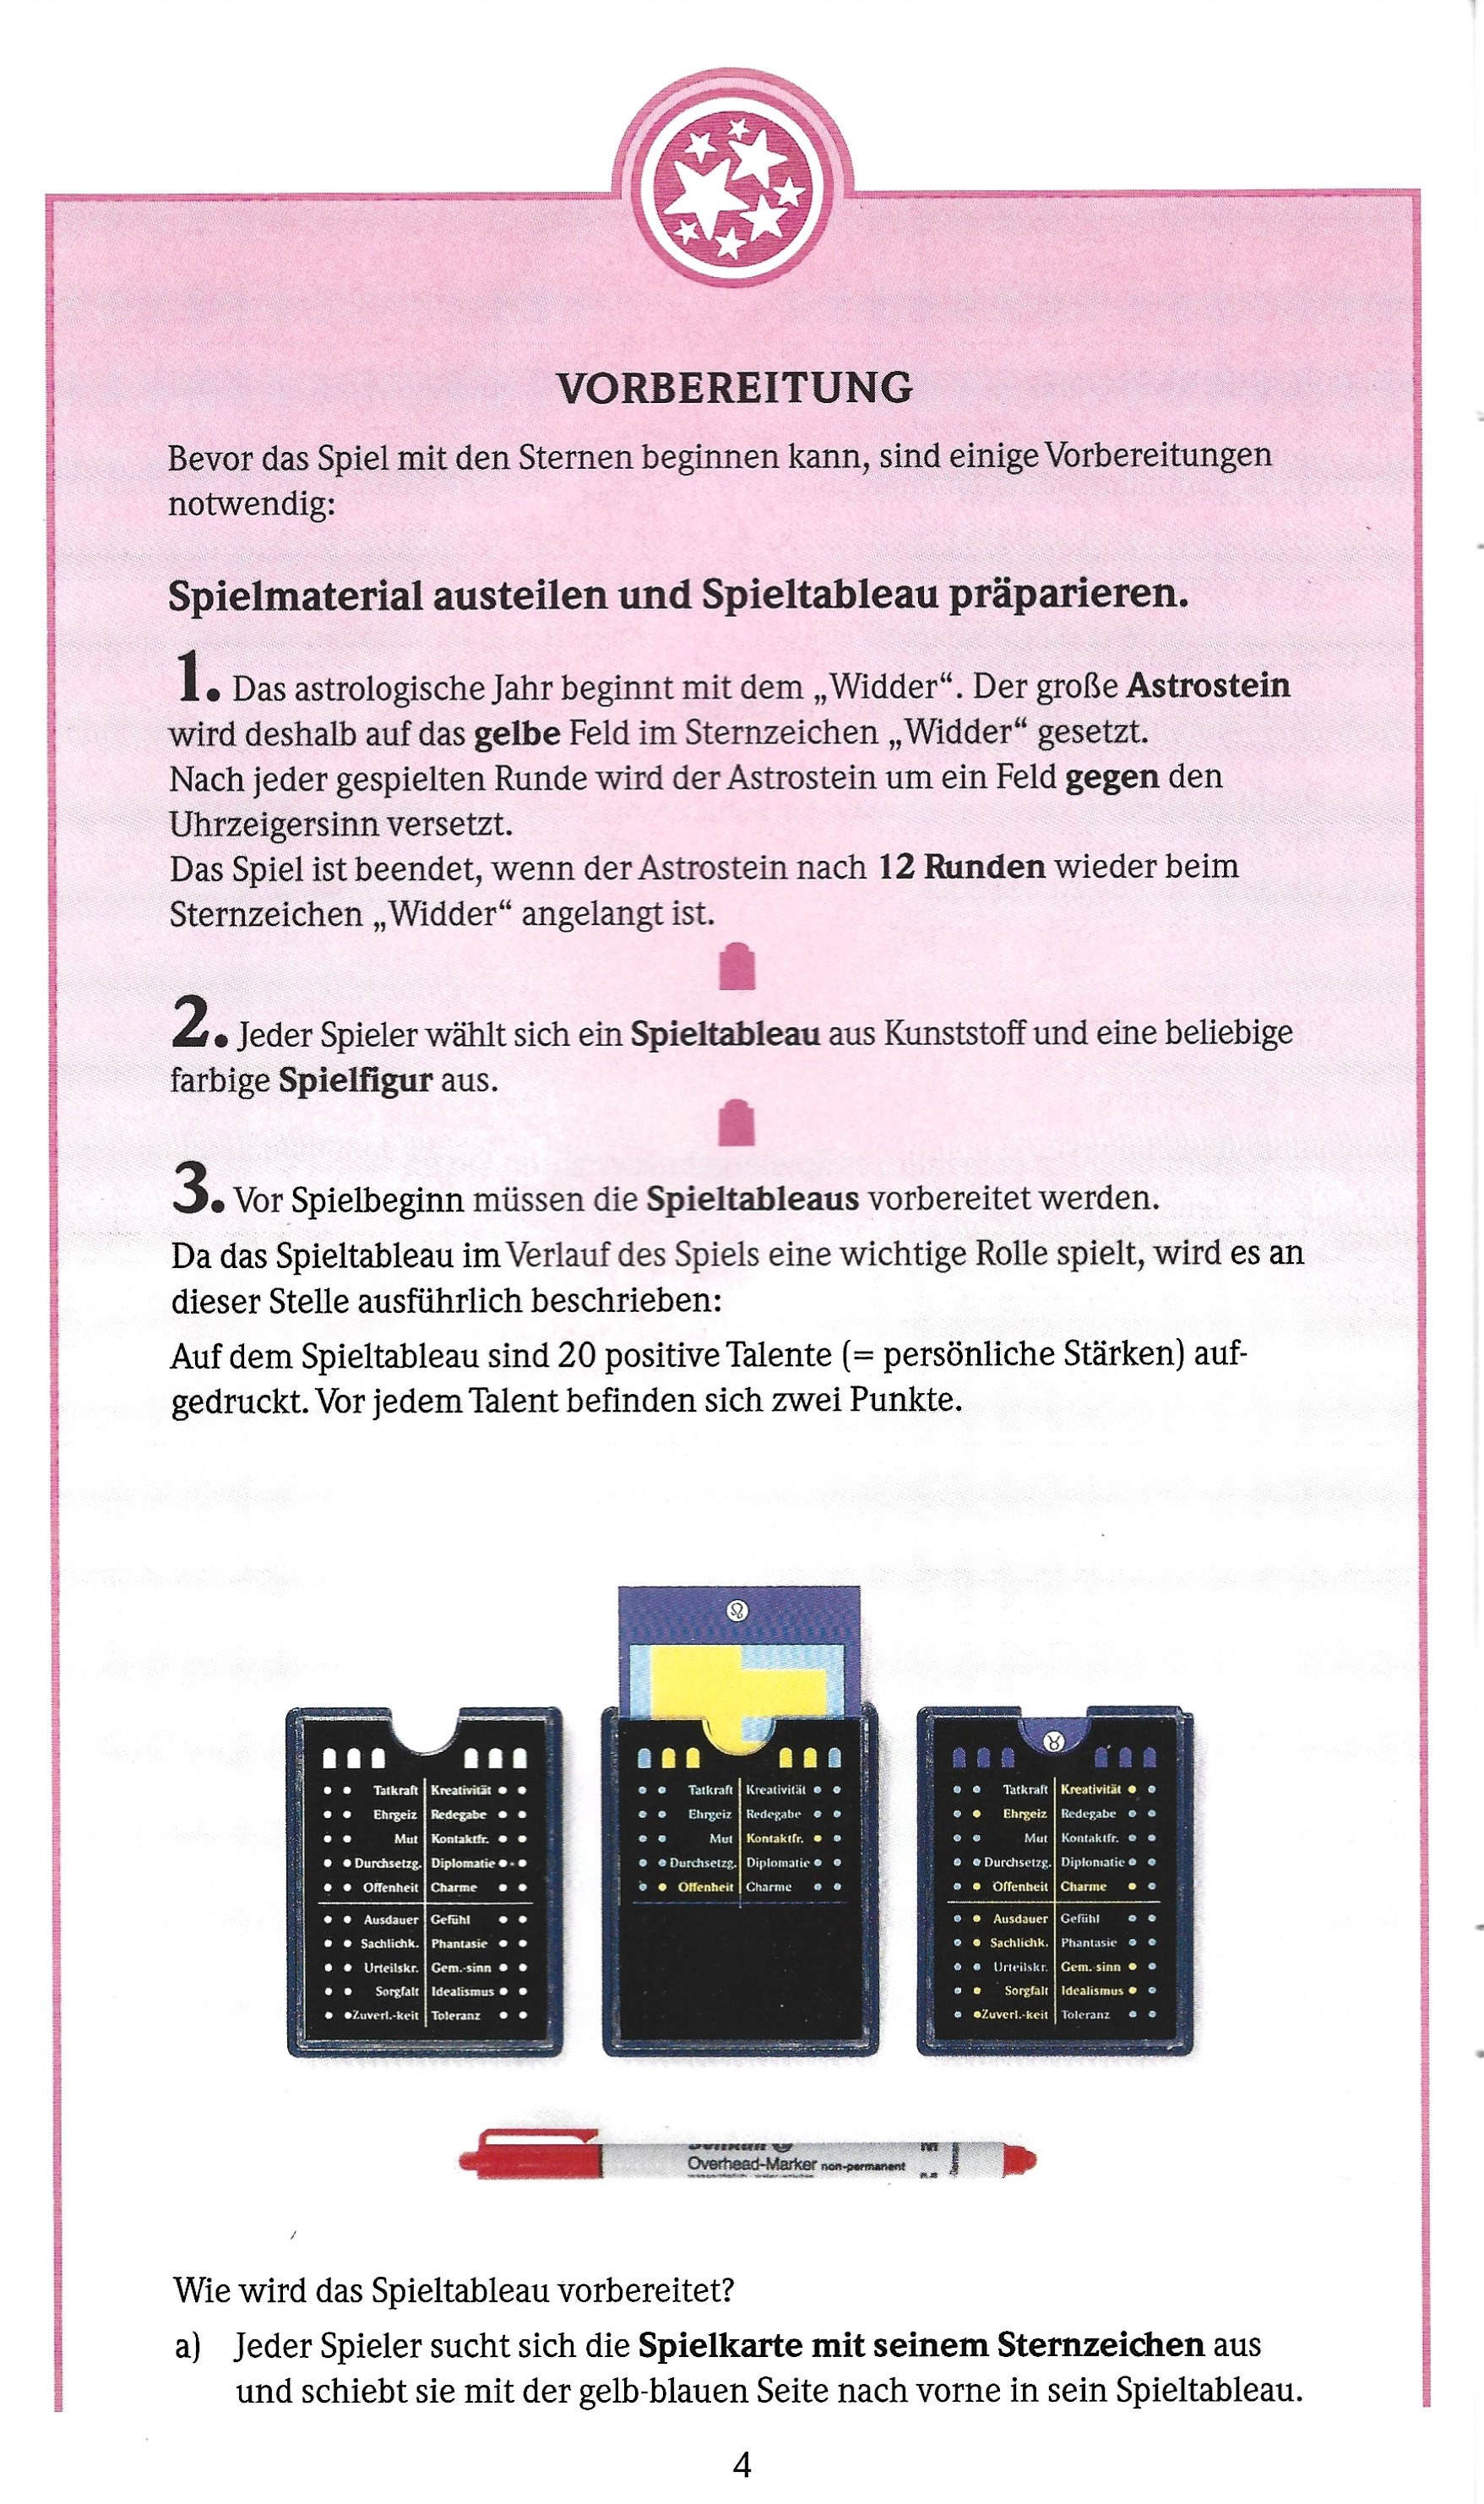 VORBEREITUNG
Bevor das Spiel mit den Sternen beginnen kann, sind einige Vorbereitungen
notwendig:
Spielmaterial austeilen und Spieltableau präparieren.
1. Das astrologische Jahr beginnt mit dem „Widder“. Der große Astrostein
wird deshalb auf das gelbe Feld im Sternzeichen „Widder“ gesetzt.
Nach jeder gespielten Runde wird der Astrostein um ein Feld gegen den
Uhrzeigersinn versetzt.
Das Spiel ist beendet, wenn der Astrostein nach 12 Runden wieder beim
Sternzeichen „Widder“ angelangt ist.
2. Jeder Spieler wählt sich ein Spieltableau aus Kunststoff und eine beliebige
farbige Spielfigur aus.
3. Vor Spielbeginn müssen die Spieltableaus vorbereitet werden.
Da das Spieltableau im Verlauf des Spiels eine wichtige Rolle spielt, wird es an
dieser Stelle ausführlich beschrieben:
Auf dem Spieltableau sind 20 positive Talente (= persönliche Stärken) auf-
gedruckt. Vor jedem Talent befinden sich zwei Punkte.
♌
Tatkraft Kreativität
Ehrgeiz Redegabe
Mut Kontaktfr.
Durchsetzg. Diplomatie
Offenheit Charme
Ausdauer Gefühl
Sachlichk. Phantasie
Urteilskr. Gem.-sinn
Sorgfalt Idealismus
Zuverl.-keit Toleranz
Tatkraft Kreativität
Ehrgeiz Redegabe
Mut Kontaktfr.
Durchsetzg. Diplomatie
Offenheit Charme
♉
Tatkraft Kreativität
Ehrgeiz Redegabe
Mut Kontaktfr.
Durchsetzg. Diplomatie
Offenheit Charme
Ausdauer Gefühl
Sachlichk. Phantasie
Urteilskr. Gem.-sinn
Sorgfalt Idealismus
Zuverl.-keit Toleranz
Overhead-Marker non-permanent
Wie wird das Spieltableau vorbereitet?
a) Jeder Spieler sucht sich die Spielkarte mit seinem Sternzeichen aus
und schiebt sie mit der gelb-blauen Seite nach vorne in sein Spieltableau.
4